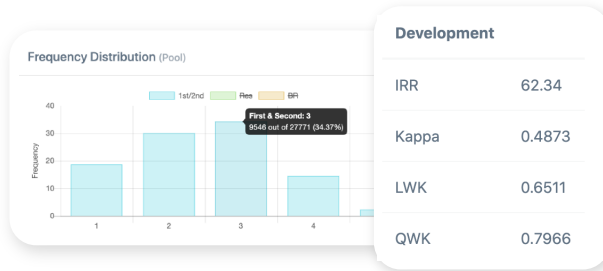 Frequency Distribution (Pool)
1st/2nd Res BR
First & Second: 3
9546 out of 27771 (34.37%)
Frequency
40
30
20
10
0
1 2 3 4
Development
IRR 62.34
Kappa 0.4873
LWK 0.6511
QWK 0.7966